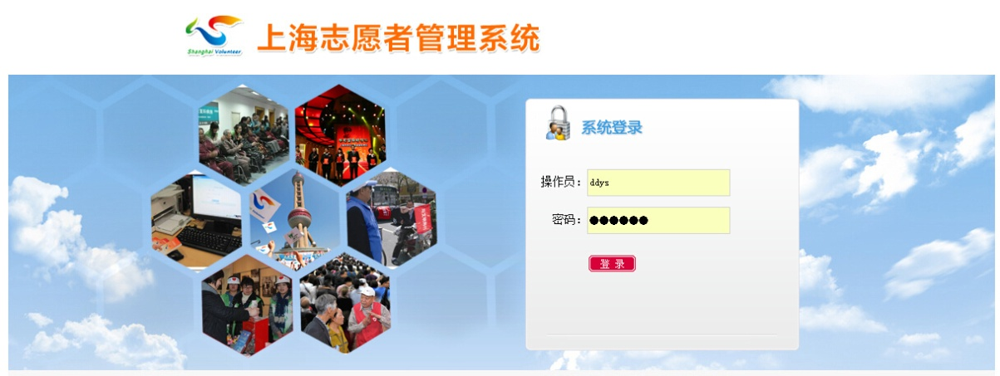 Shanghai Volunteer
上海志愿者管理系统
系统登录
操作员：ddys
密码：●●●●●●
登 录